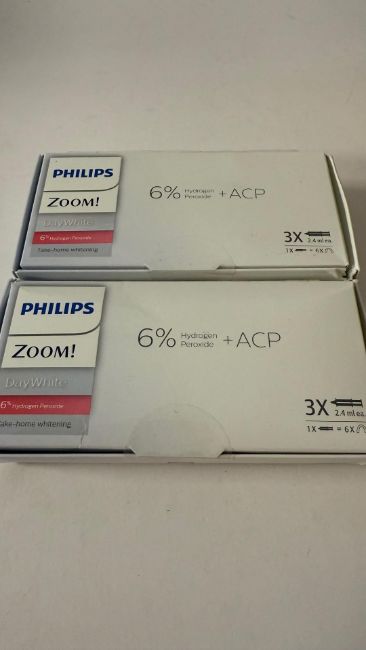 PHILIPS
ZOOM!
DayWhite
6% Hydrogen Peroxide
Take-home whitening
6% Hydrogen
Peroxide
+ ACP
3X
2.4 ml ea.
1X = 6X
PHILIPS
ZOOM!
DayWhite
6% Hydrogen Peroxide
Take-home whitening
6% Hydrogen
Peroxide
+ ACP
3X
2.4 ml ea.
1X = 6X